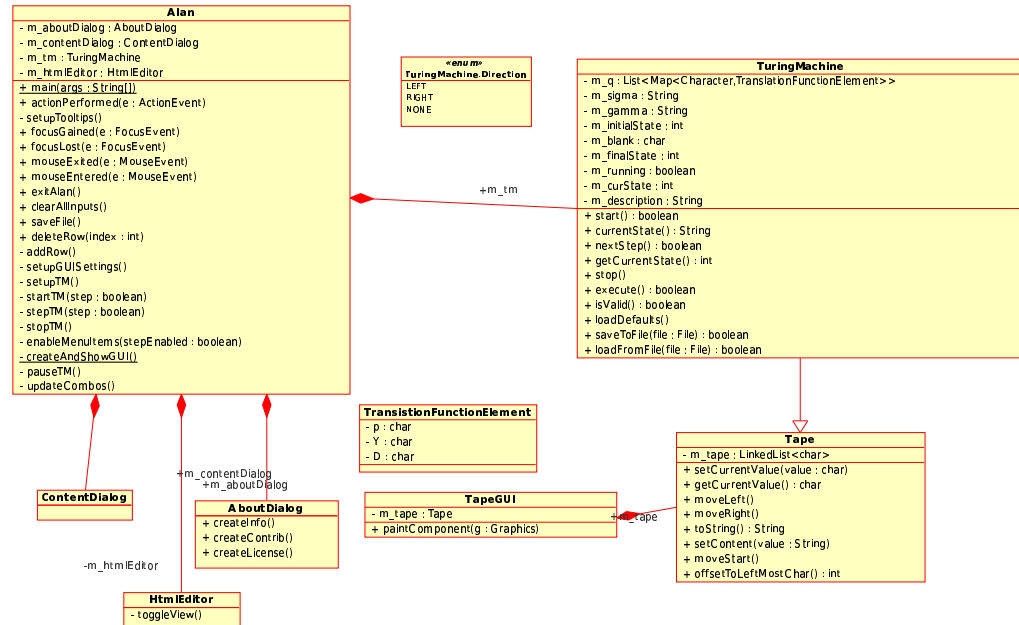 Alan
- m_aboutDialog : AboutDialog
- m_contentDialog : ContentDialog
- m_tm : TuringMachine
- m_htmlEditor : HtmlEditor
+ main(args : String[])
+ actionPerformed(e : ActionEvent)
- setupTooltips()
+ focusGained(e : FocusEvent)
+ focusLost(e : FocusEvent)
+ mouseExited(e : MouseEvent)
+ mouseEntered(e : MouseEvent)
+ exitAlan()
+ clearAllInputs()
+ saveFile()
+ deleteRow(index : int)
- addRow()
- setupGUISettings()
- setupTM()
- startTM(step : boolean)
- stepTM(step : boolean)
- stopTM()
- enableMenuItems(stepEnabled : boolean)
- createAndShowGUI()
- pauseTM()
- updateCombos()
«enum»
TuringMachine.Direction
LEFT
RIGHT
NONE
TuringMachine
- m_q : List<Map<Character,TranslationFunctionElement>>
- m_sigma : String
- m_gamma : String
- m_initialState : int
- m_blank : char
- m_finalState : int
- m_running : boolean
- m_curState : int
- m_description : String
+ start() : boolean
+ currentState() : String
+ nextStep() : boolean
+ getCurrentState() : int
+ stop()
+ execute() : boolean
+ isValid() : boolean
+ loadDefaults()
+ saveToFile(file : File) : boolean
+ loadFromFile(file : File) : boolean
+m_tm
TransistionFunctionElement
- p : char
- Y : char
- D : char
Tape
- m_tape : LinkedList<char>
+ setCurrentValue(value : char)
+ getCurrentValue() : char
+ moveLeft()
+ moveRight()
+ toString() : String
+ setContent(value : String)
+ moveStart()
+ offsetToLeftMostChar() : int
TapeGUI
- m_tape : Tape
+ paintComponent(g : Graphics)
+m_tape
+m_contentDialog
+m_aboutDialog
ContentDialog
AboutDialog
+ createInfo()
+ createContrib()
+ createLicense()
-m_htmlEditor
HtmlEditor
- toggleView()